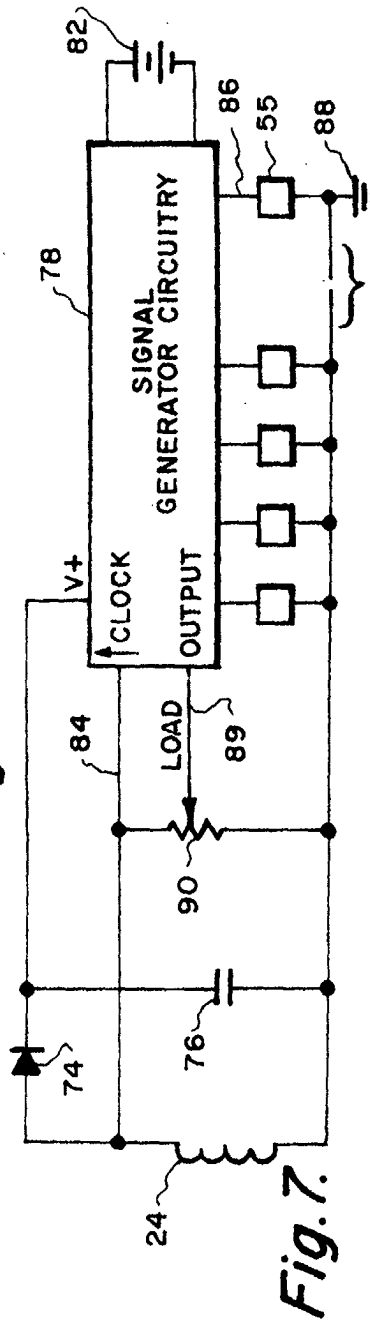 82
78
86
55
88
SIGNAL
GENERATOR CIRCUITRY
V+
CLOCK
OUTPUT
84
LOAD
89
90
76
74
24
Fig. 7.